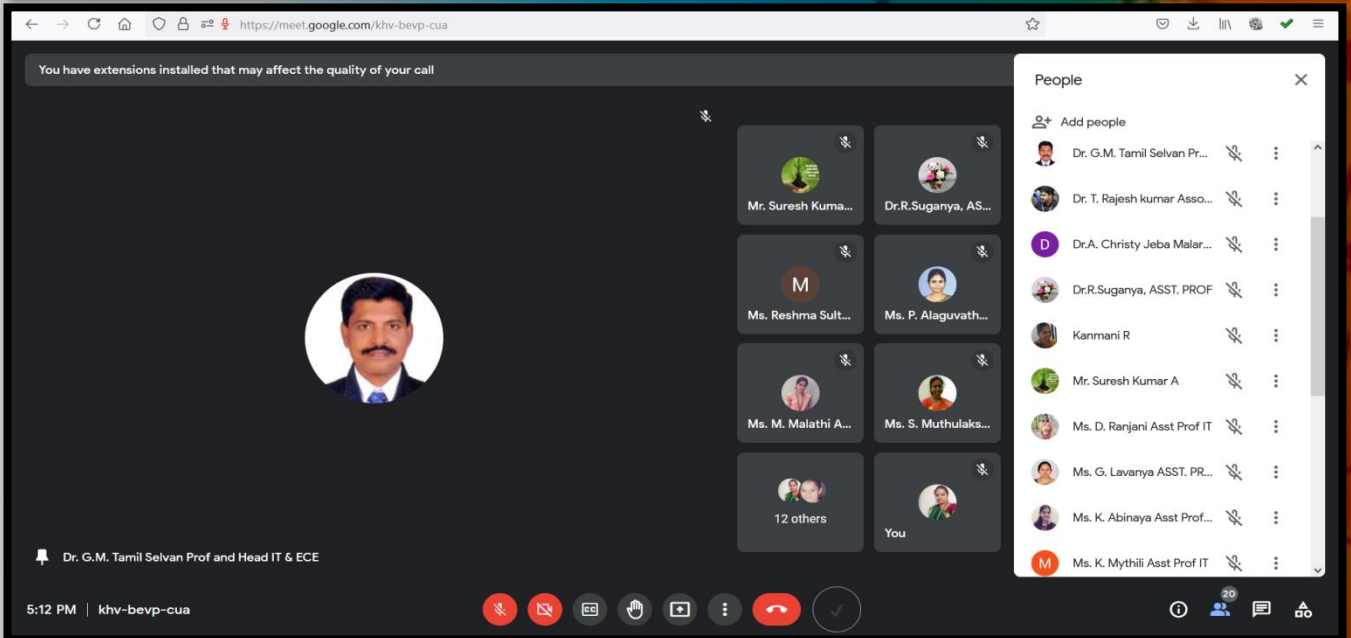 https://meet.google.com/khv-bevp-cua
You have extensions installed that may affect the quality of your call
Mr. Suresh Kuma...
Dr.R.Suganya, AS...
M
Ms. Reshma Sult...
Ms. P. Alaguvath...
Ms. M. Malathi A...
Ms. S. Muthulaks...
12 others
You
Dr. G.M. Tamil Selvan Prof and Head IT & ECE
People
Add people
Dr. G.M. Tamil Selvan Pr...
Dr. T. Rajesh kumar Asso...
D
Dr.A. Christy Jeba Malar...
Dr.R.Suganya, ASST. PROF
Kanmani R
Mr. Suresh Kumar A
Ms. D. Ranjani Asst Prof IT
Ms. G. Lavanya ASST. PR...
Ms. K. Abinaya Asst Prof...
M
Ms. K. Mythili Asst Prof IT
5:12 PM | khv-bevp-cua
CC
20